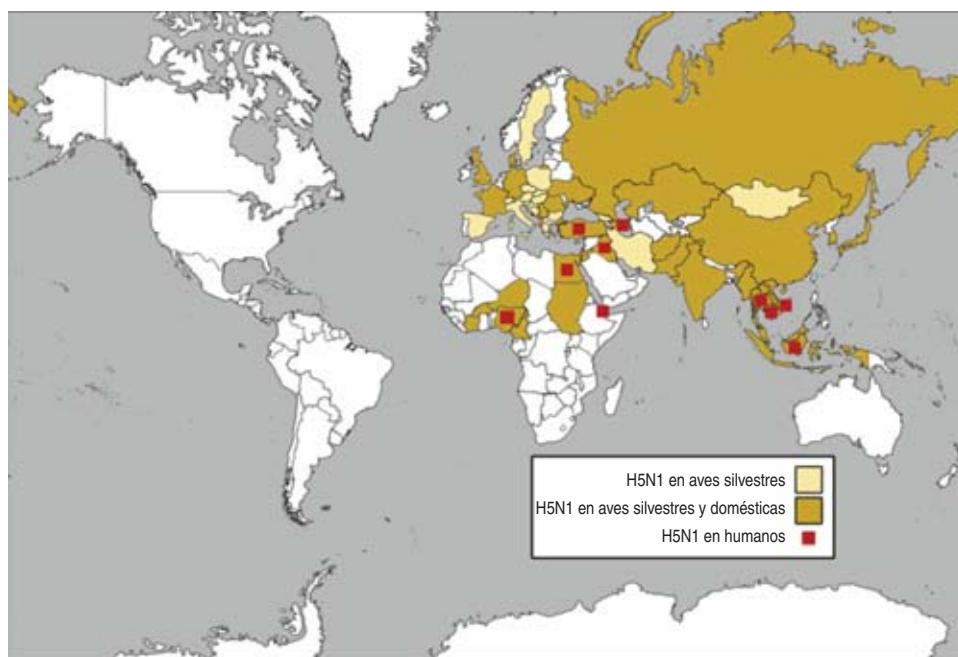 H5N1 en aves silvestres
H5N1 en aves silvestres y domésticas
H5N1 en humanos